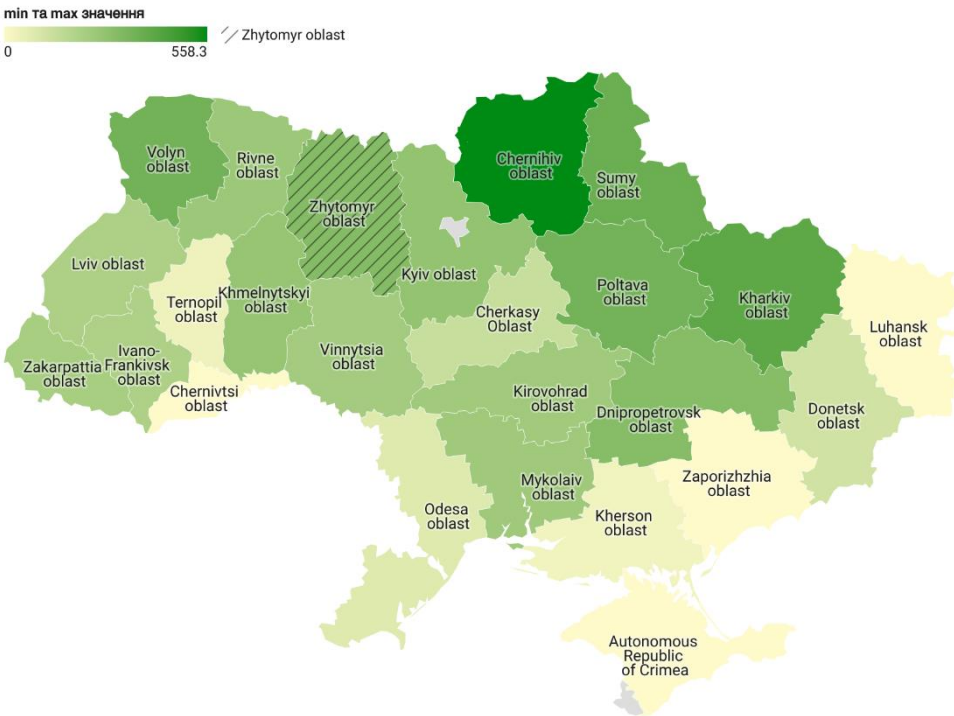 min та max значення
0
558.3
Zhytomyr oblast
Volyn
oblast
Rivne
oblast
Zhytomyr
oblast
Chernihiv
oblast
Sumy
oblast
Lviv oblast
Ternopil
oblast
Khmelnytskyi
oblast
Kyiv oblast
Cherkasy
Oblast
Poltava
oblast
Kharkiv
oblast
Luhansk
oblast
Zakarpattia
oblast
Ivano-
Frankivsk
oblast
Chernivtsi
oblast
Vinnytsia
oblast
Kirovohrad
oblast
Dnipropetrovsk
oblast
Donetsk
oblast
Odesa
oblast
Mykolaiv
oblast
Kherson
oblast
Zaporizhzhia
oblast
Autonomous
Republic
of Crimea